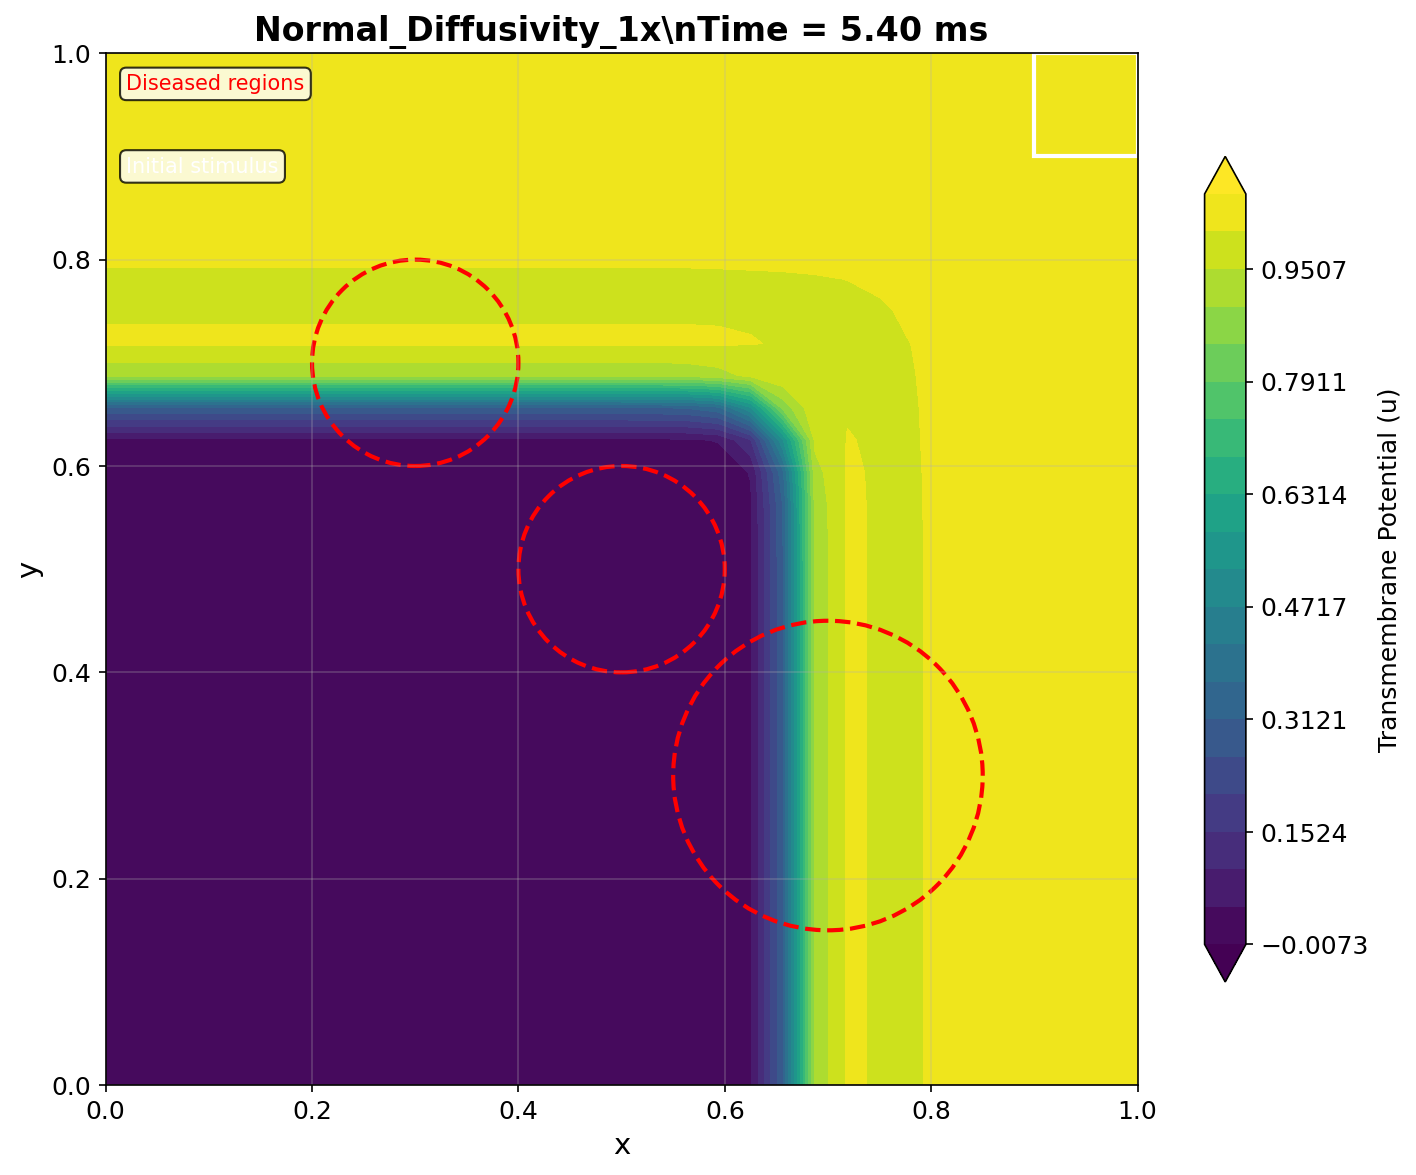 Normal_Diffusivity_1x\nTime = 5.40 ms
Diseased regions
Initial stimulus
1.0
0.8
0.6
0.4
0.2
0.0
y
0.0 0.2 0.4 0.6 0.8 1.0
x
0.9507
0.7911
0.6314
0.4717
0.3121
0.1524
−0.0073
Transmembrane Potential (u)